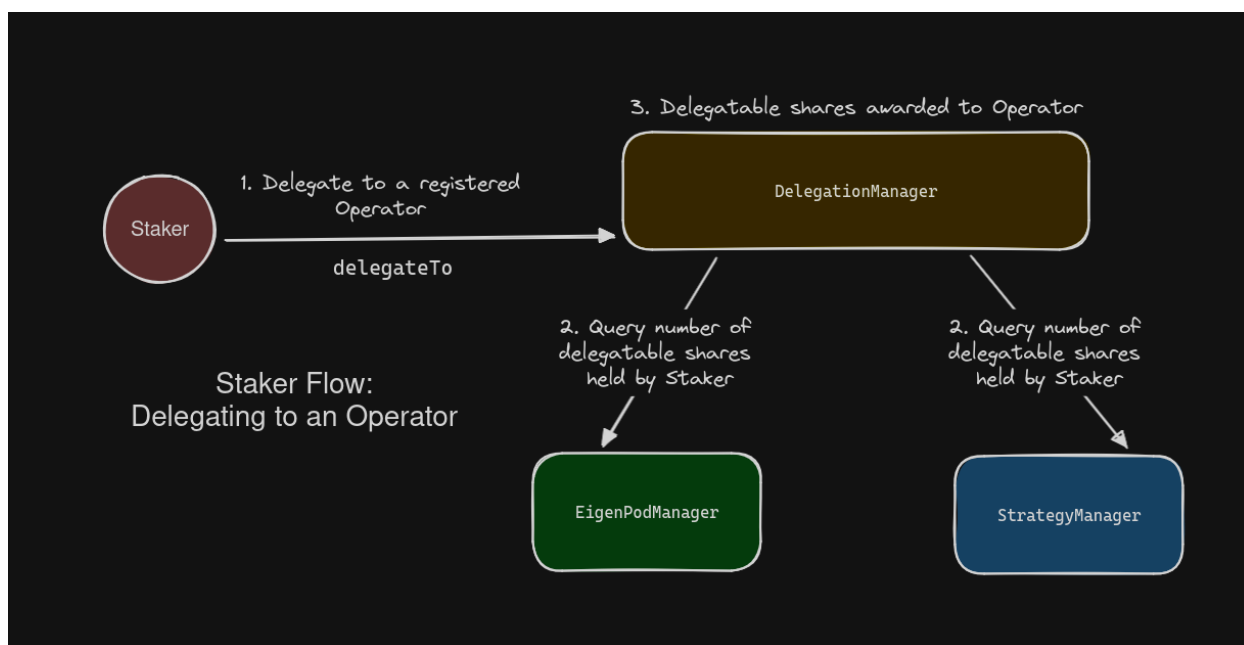 3. Delegatable shares awarded to Operator
DelegationManager
1. Delegate to a registered
Operator
Staker
delegateTo
2. Query number of
delegatable shares
held by Staker
2. Query number of
delegatable shares
held by Staker
Staker Flow:
Delegating to an Operator
EigenPodManager
StrategyManager